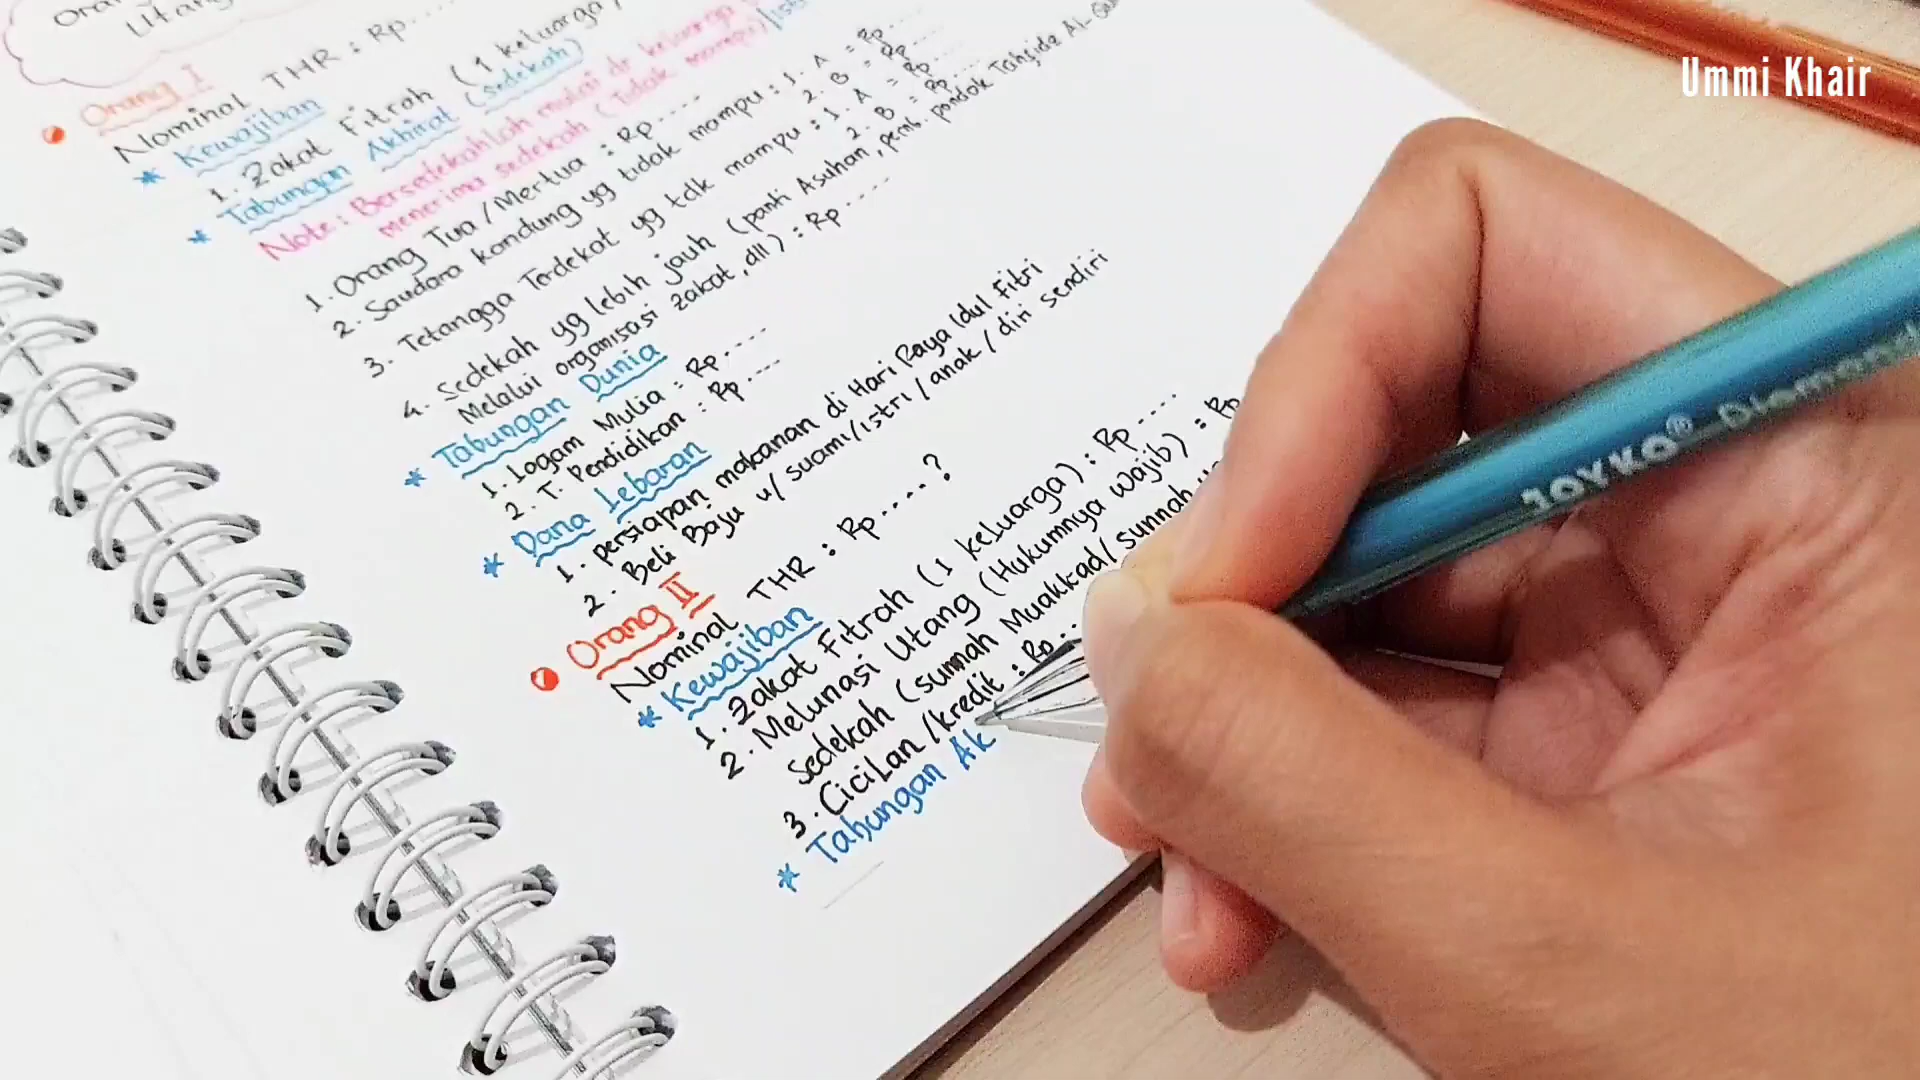 Utang
Orang I
Nominal THR : Rp....
* Kewajiban
1. Zakat Fitrah (1 keluarga)
* Tabungan Akhirat (sedekah)
Note: Bersedekahlah mulai dr keluarga
menerima sedekah (tidak mampu)
1. Orang Tua / Mertua : Rp....
2. Saudara kandung yg tidak mampu : 1. A = Rp....
2. B = Rp....
3. Tetangga Terdekat yg tdk mampu : 1. A = Rp....
2. B = Rp....
4. Sedekah yg lebih jauh (panti Asuhan, pemb. pondok Tahfidz Al-
Melalui organisasi zakat, dll) : Rp....
* Tabungan Dunia
1. Logam Mulia : Rp....
2. T. Pendidikan : Rp....
* Dana Lebaran
1. persiapan makanan di Hari Raya Idul Fitri
2. Beli Baju u/ suami/istri/anak/diri sendiri
Orang II
Nominal THR : Rp....?
* Kewajiban
1. Zakat Fitrah (1 keluarga) : Rp....
2. Melunasi Utang (Hukumnya wajib) : Rp
Sedekah (sunnah Muakkad/sunnah
3. Cicilan/kredit : Rp..
* Tabungan Ak
Ummi Khair
JOYKO® Diamond